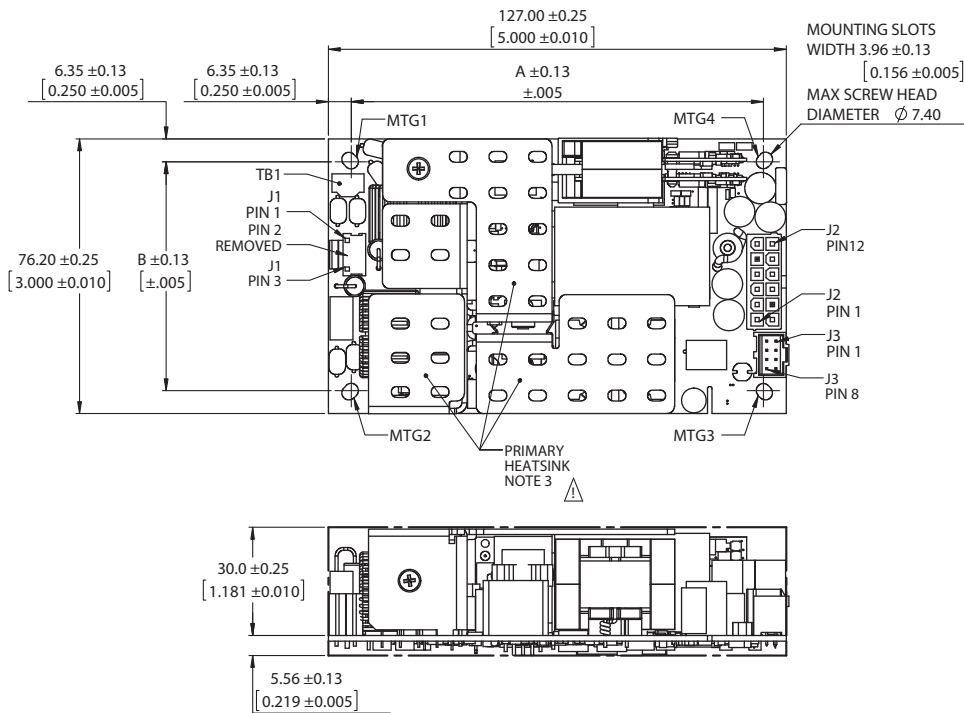 127.00 ±0.25
[5.000 ±0.010]
MOUNTING SLOTS
WIDTH 3.96 ±0.13
[0.156 ±0.005]
MAX SCREW HEAD
DIAMETER Ø 7.40
6.35 ±0.13
[0.250 ±0.005]
6.35 ±0.13
[0.250 ±0.005]
A ±0.13
±.005
MTG1
MTG4
TB1
J1
PIN 1
PIN 2
REMOVED
J1
PIN 3
76.20 ±0.25
[3.000 ±0.010]
B ±0.13
[±.005]
J2
PIN12
J2
PIN 1
J3
PIN 1
J3
PIN 8
MTG2
MTG3
PRIMARY
HEATSINK
NOTE 3
!
30.0 ±0.25
[1.181 ±0.010]
5.56 ±0.13
[0.219 ±0.005]